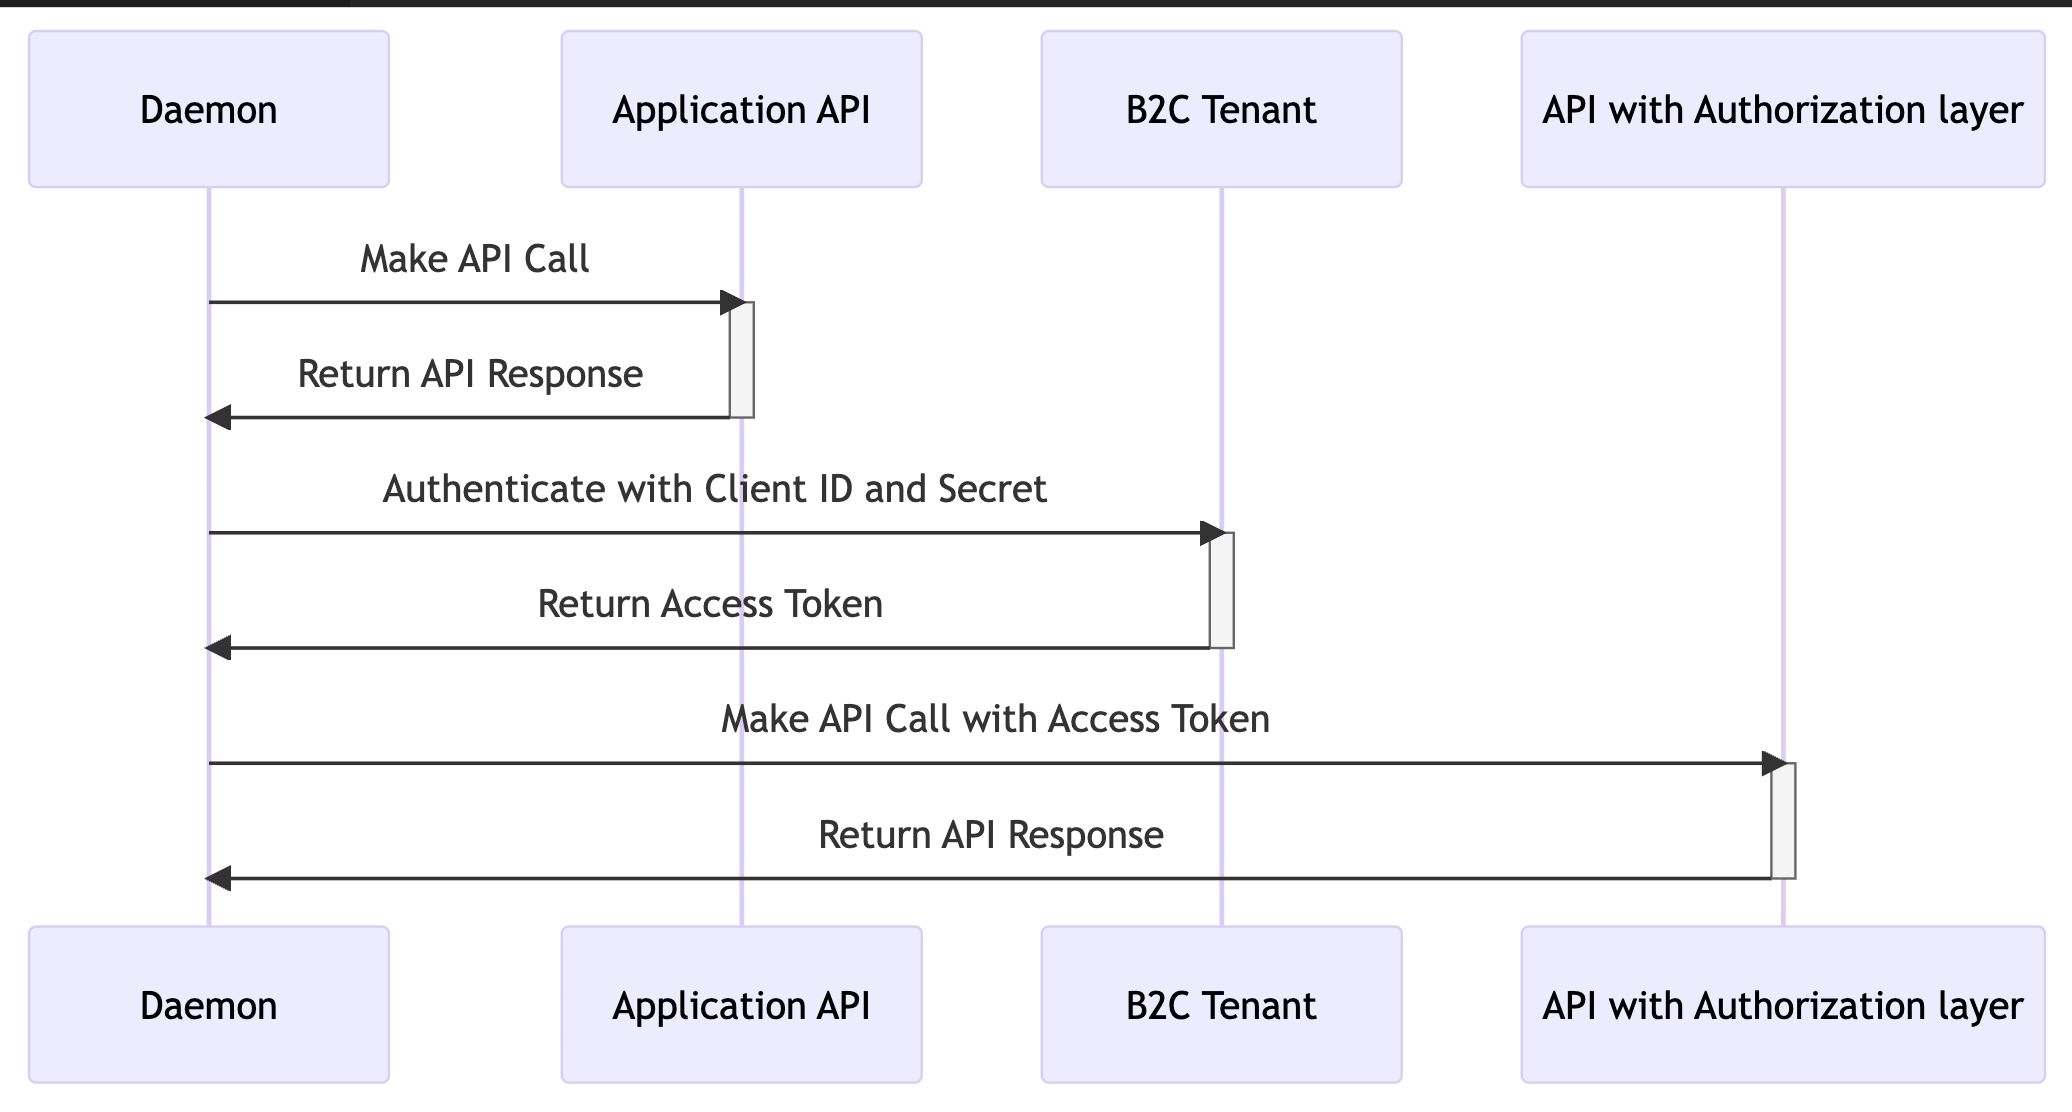 Daemon
Application API
B2C Tenant
API with Authorization layer
Make API Call
Return API Response
Authenticate with Client ID and Secret
Return Access Token
Make API Call with Access Token
Return API Response
Daemon
Application API
B2C Tenant
API with Authorization layer